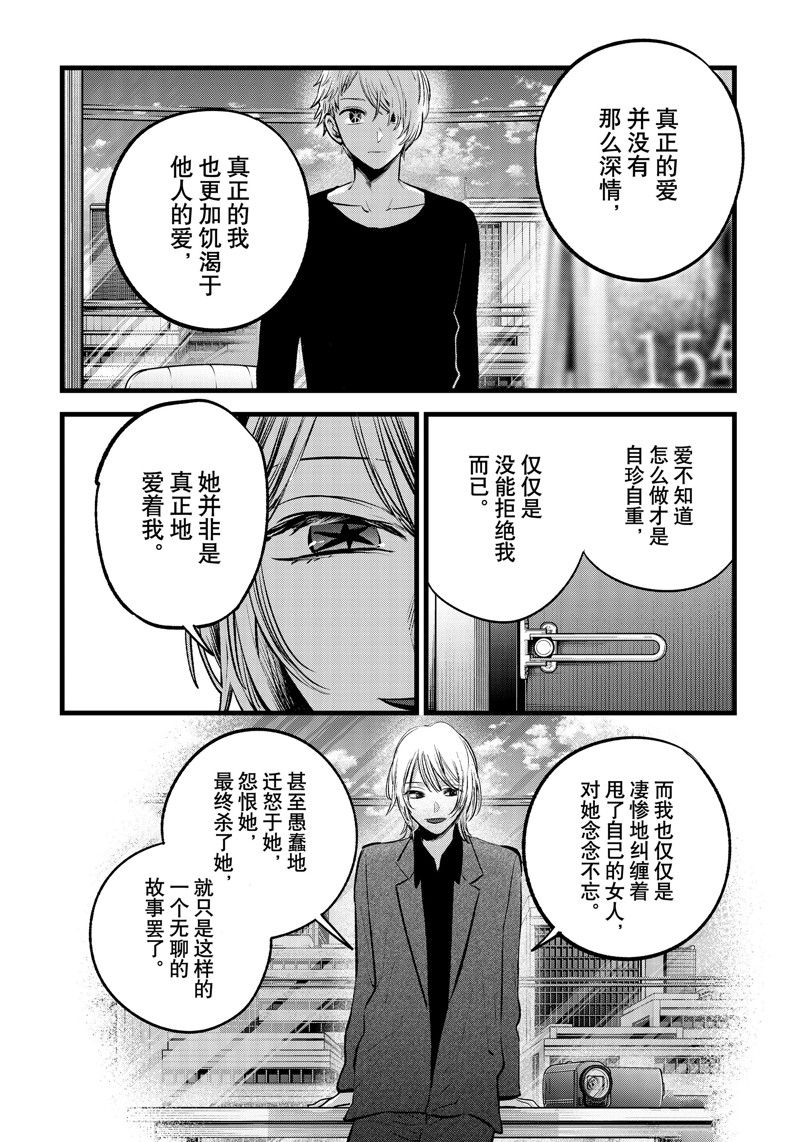 真正的爱
并没有
那么深情，
真正的我
也更加饥渴于
他人的爱，
15年
爱不知道
怎么做才是
自珍自重，
仅仅是
没能拒绝我
而已。
她并非是
真正地
爱着我。
而我也仅仅是
凄惨地纠缠着
甩了自己的女人，
对她念念不忘。
甚至愚蠢地
迁怒于她，
怨恨她，
最终杀了她，
就只是这样的
一个无聊的
故事罢了。